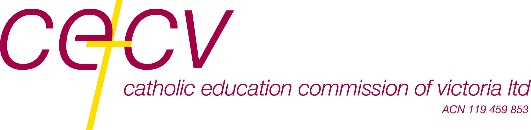 cecv
catholic education commission of victoria ltd
ACN 119 459 853